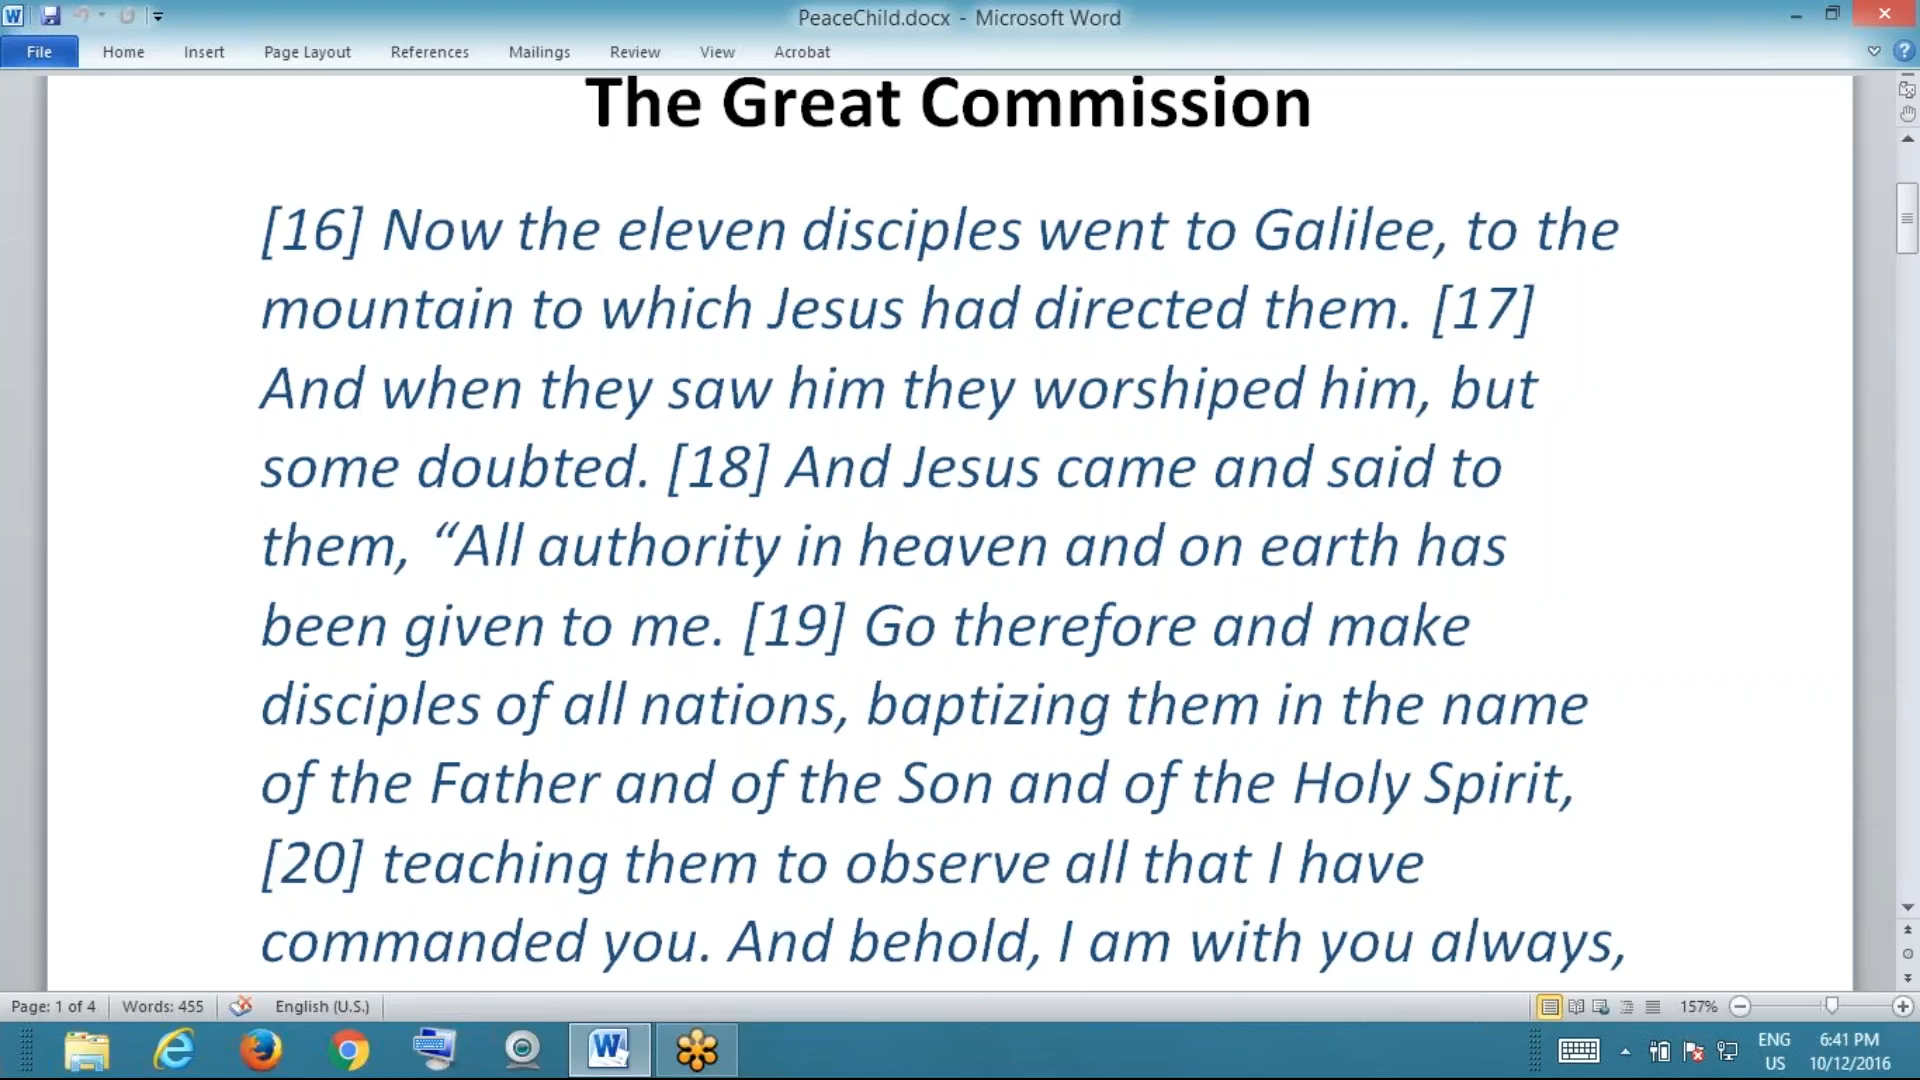 PeaceChild.docx - Microsoft Word
File Home Insert Page Layout References Mailings Review View Acrobat
The Great Commission
[16] Now the eleven disciples went to Galilee, to the
mountain to which Jesus had directed them. [17]
And when they saw him they worshiped him, but
some doubted. [18] And Jesus came and said to
them, “All authority in heaven and on earth has
been given to me. [19] Go therefore and make
disciples of all nations, baptizing them in the name
of the Father and of the Son and of the Holy Spirit,
[20] teaching them to observe all that I have
commanded you. And behold, I am with you always,
Page: 1 of 4 Words: 455 English (U.S.) 157%
ENG 6:41 PM
US 10/12/2016